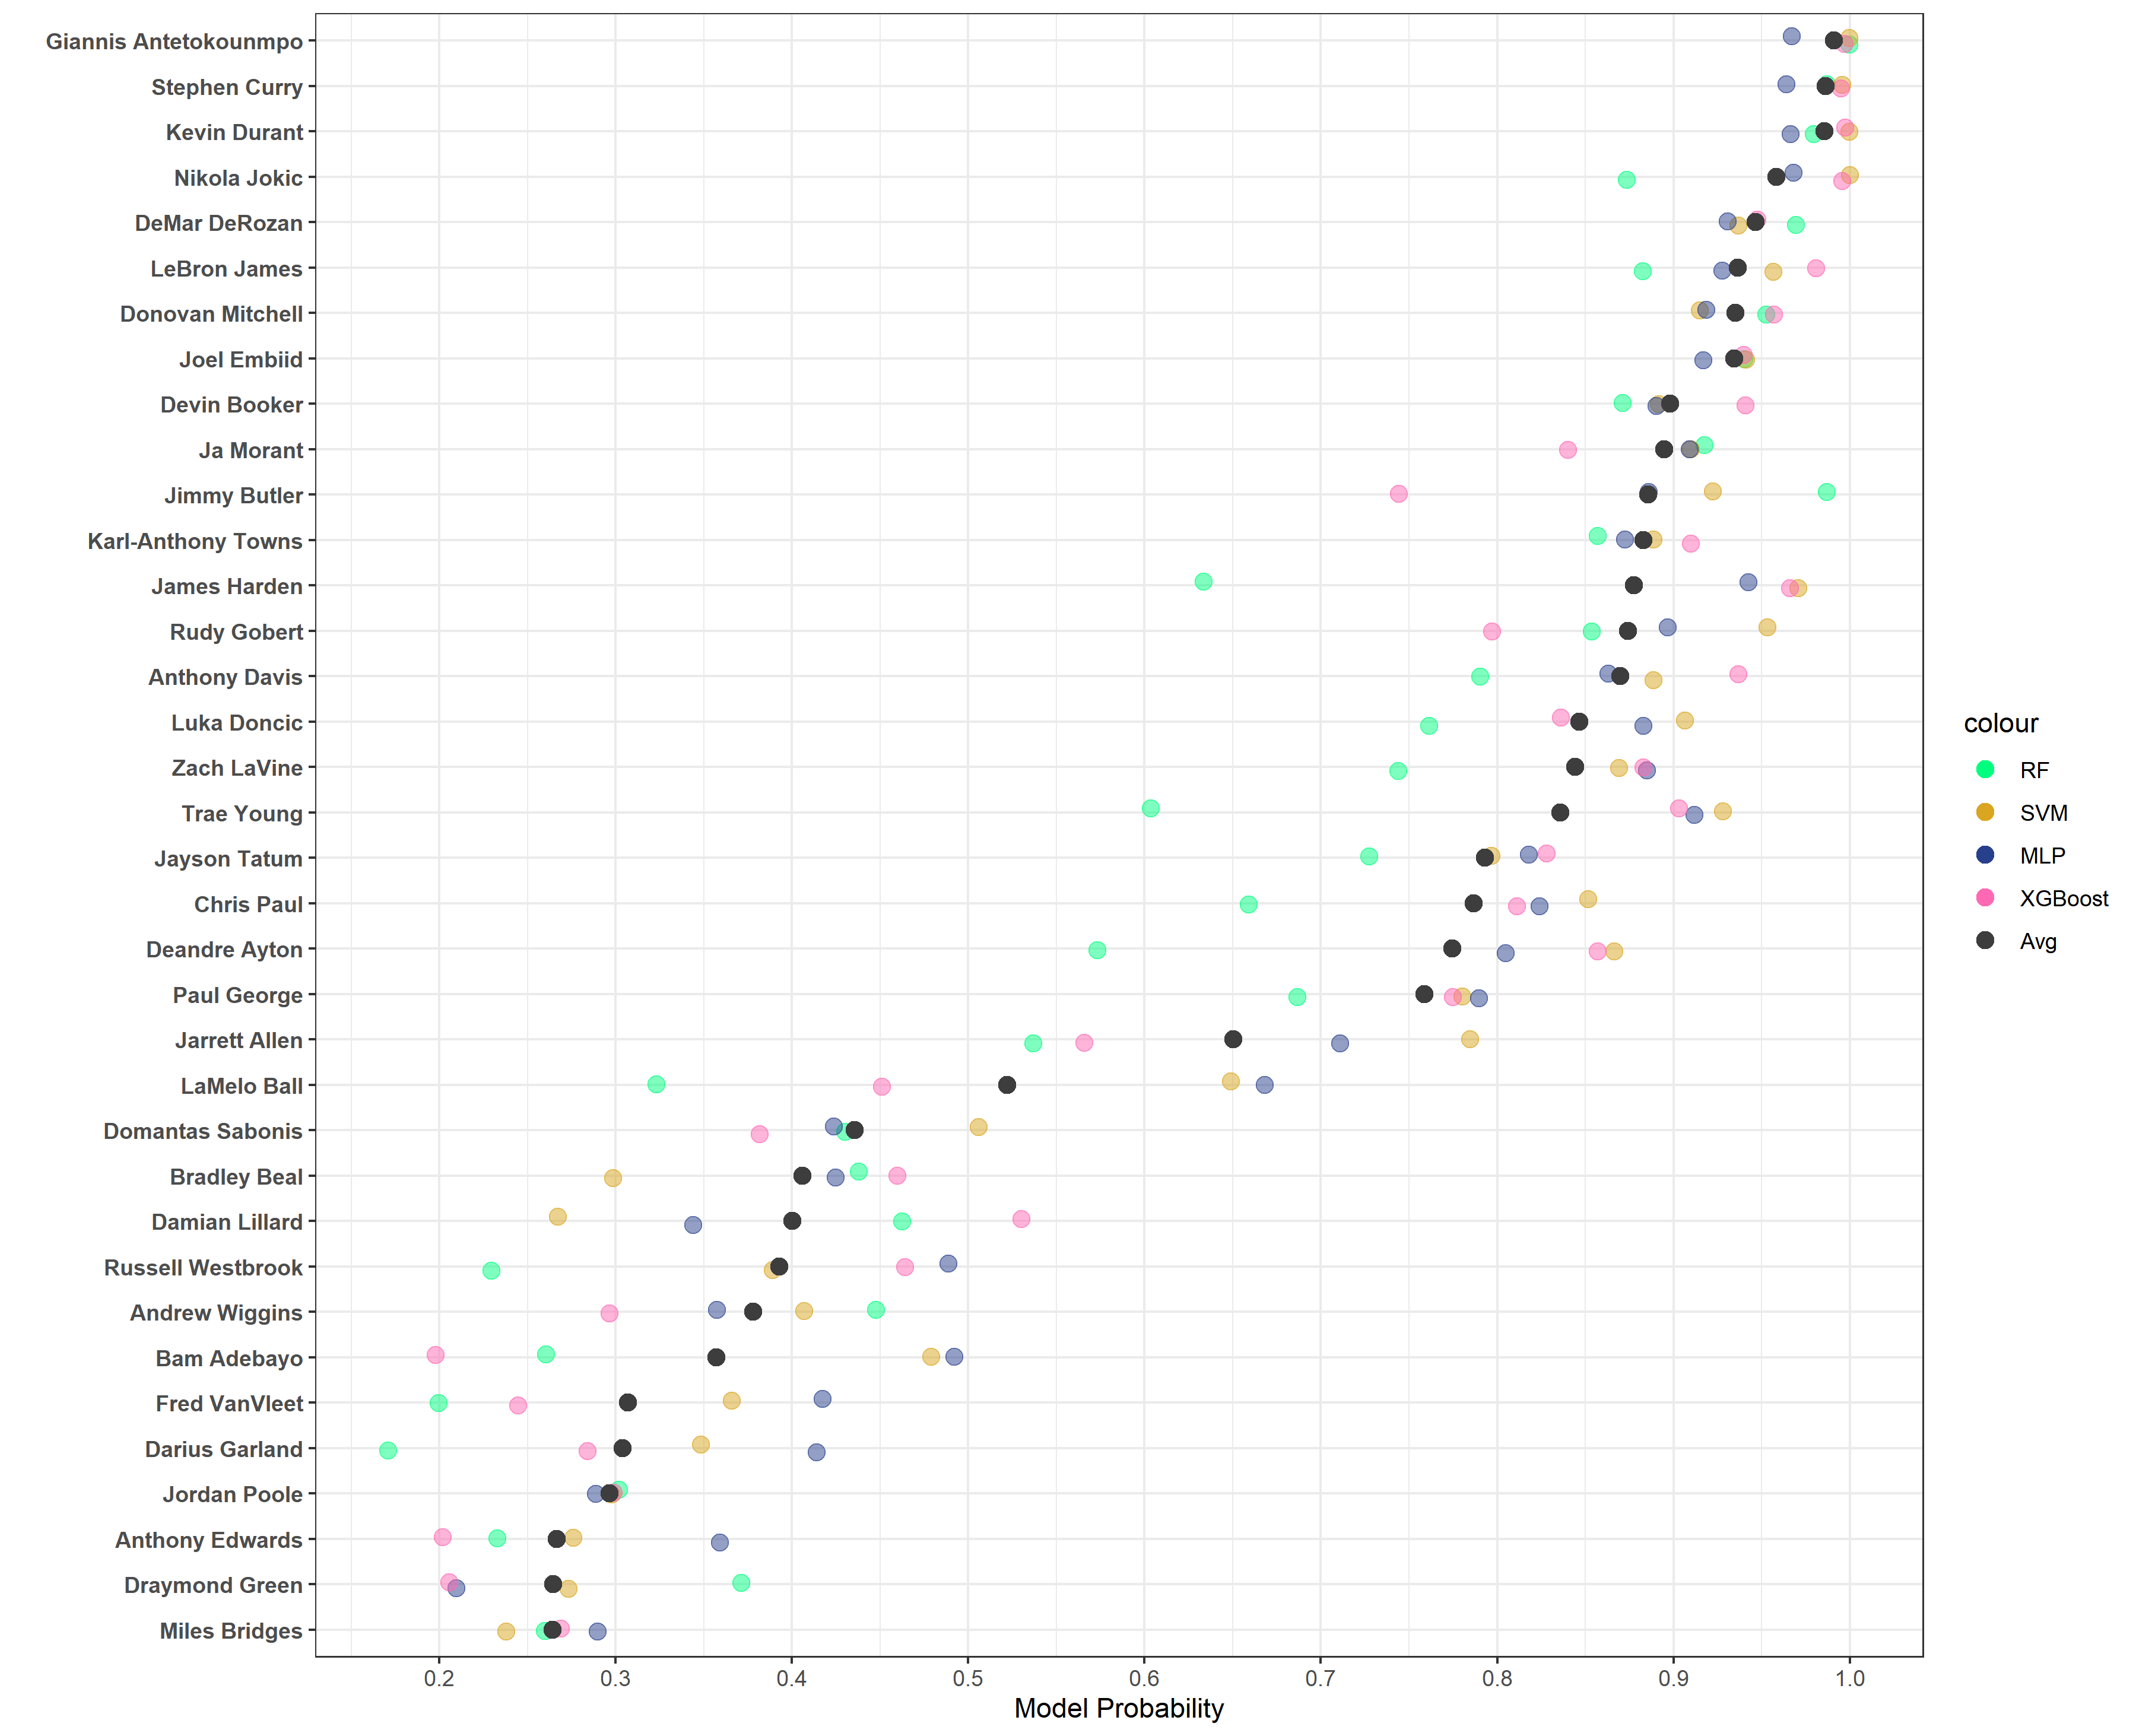 Giannis Antetokounmpo
Stephen Curry
Kevin Durant
Nikola Jokic
DeMar DeRozan
LeBron James
Donovan Mitchell
Joel Embiid
Devin Booker
Ja Morant
Jimmy Butler
Karl-Anthony Towns
James Harden
Rudy Gobert
Anthony Davis
Luka Doncic
Zach LaVine
Trae Young
Jayson Tatum
Chris Paul
Deandre Ayton
Paul George
Jarrett Allen
LaMelo Ball
Domantas Sabonis
Bradley Beal
Damian Lillard
Russell Westbrook
Andrew Wiggins
Bam Adebayo
Fred VanVleet
Darius Garland
Jordan Poole
Anthony Edwards
Draymond Green
Miles Bridges
0.2 0.3 0.4 0.5 0.6 0.7 0.8 0.9 1.0
Model Probability
colour
RF
SVM
MLP
XGBoost
Avg